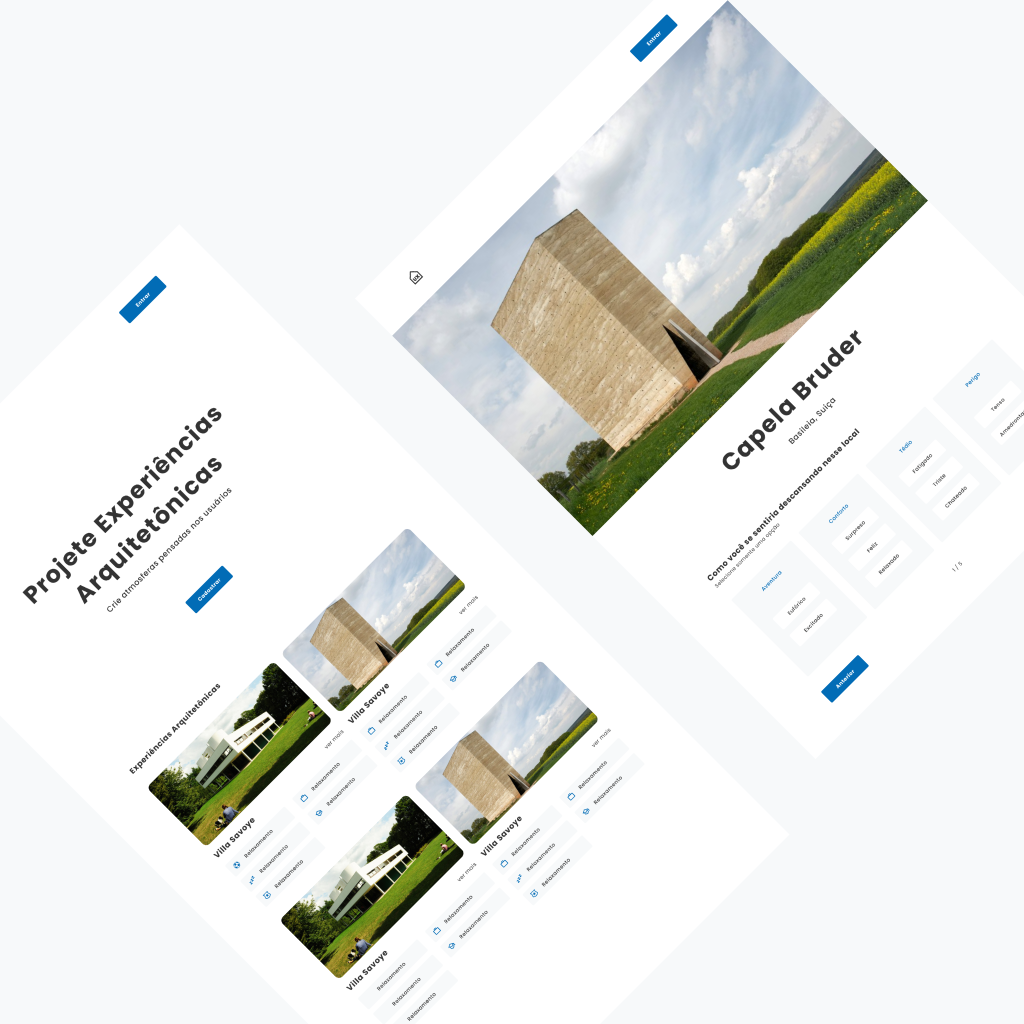 Entrar
Projete Experiências
Arquitetônicas
Crie atmosferas pensadas nos usuários
Cadastrar
Experiências Arquitetônicas
Villa Savoye
ver mais
Relaxamento
Relaxamento
Relaxamento
Relaxamento
Relaxamento
Villa Savoye
ver mais
Relaxamento
Relaxamento
Relaxamento
Relaxamento
Relaxamento
Villa Savoye
ver mais
Relaxamento
Relaxamento
Relaxamento
Relaxamento
Relaxamento
Villa Savoye
ver mais
Relaxamento
Relaxamento
Relaxamento
Relaxamento
Relaxamento
Entrar
Capela Bruder
Basileia, Suíça
Como você se sentiria descansando nesse local
Selecione somente uma opção
Aventura
Eufórico
Excitado
Conforto
Surpreso
Feliz
Relaxado
Tédio
Fatigado
Triste
Chateado
Perigo
Tenso
1 / 5
Anterior